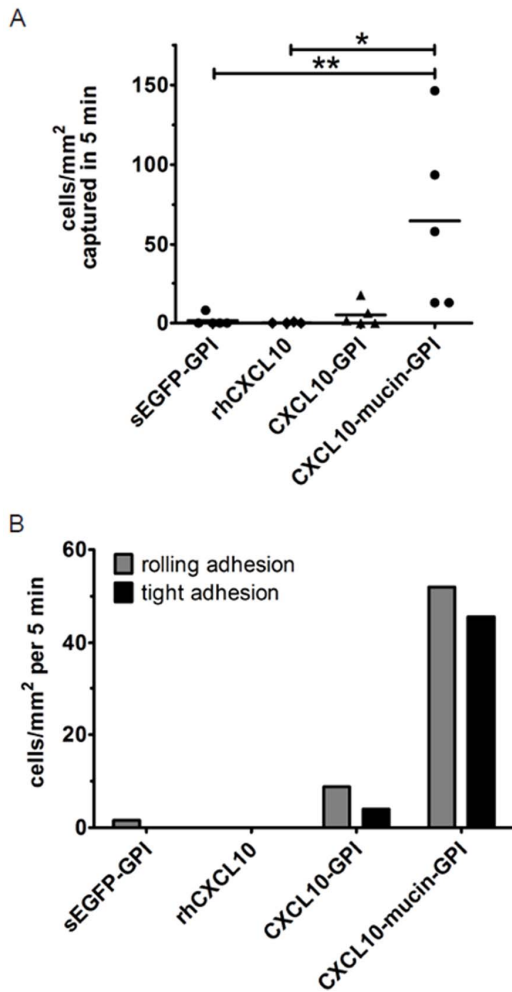 A
cells/mm²
captured in 5 min
150
100
50
0
*
**
sEGFP-GPI
rhCXCL10
CXCL10-GPI
CXCL10-mucin-GPI
B
cells/mm² per 5 min
60
40
20
0
rolling adhesion
tight adhesion
sEGFP-GPI
rhCXCL10
CXCL10-GPI
CXCL10-mucin-GPI